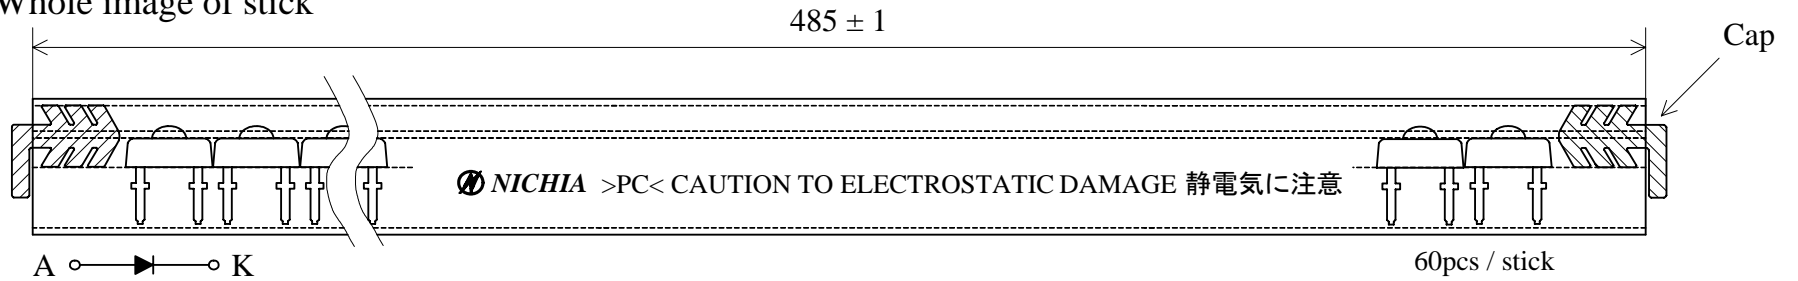 Whole image of stick
485 ± 1
Cap
NICHIA >PC< CAUTION TO ELECTROSTATIC DAMAGE 静電気に注意
A K
60pcs / stick